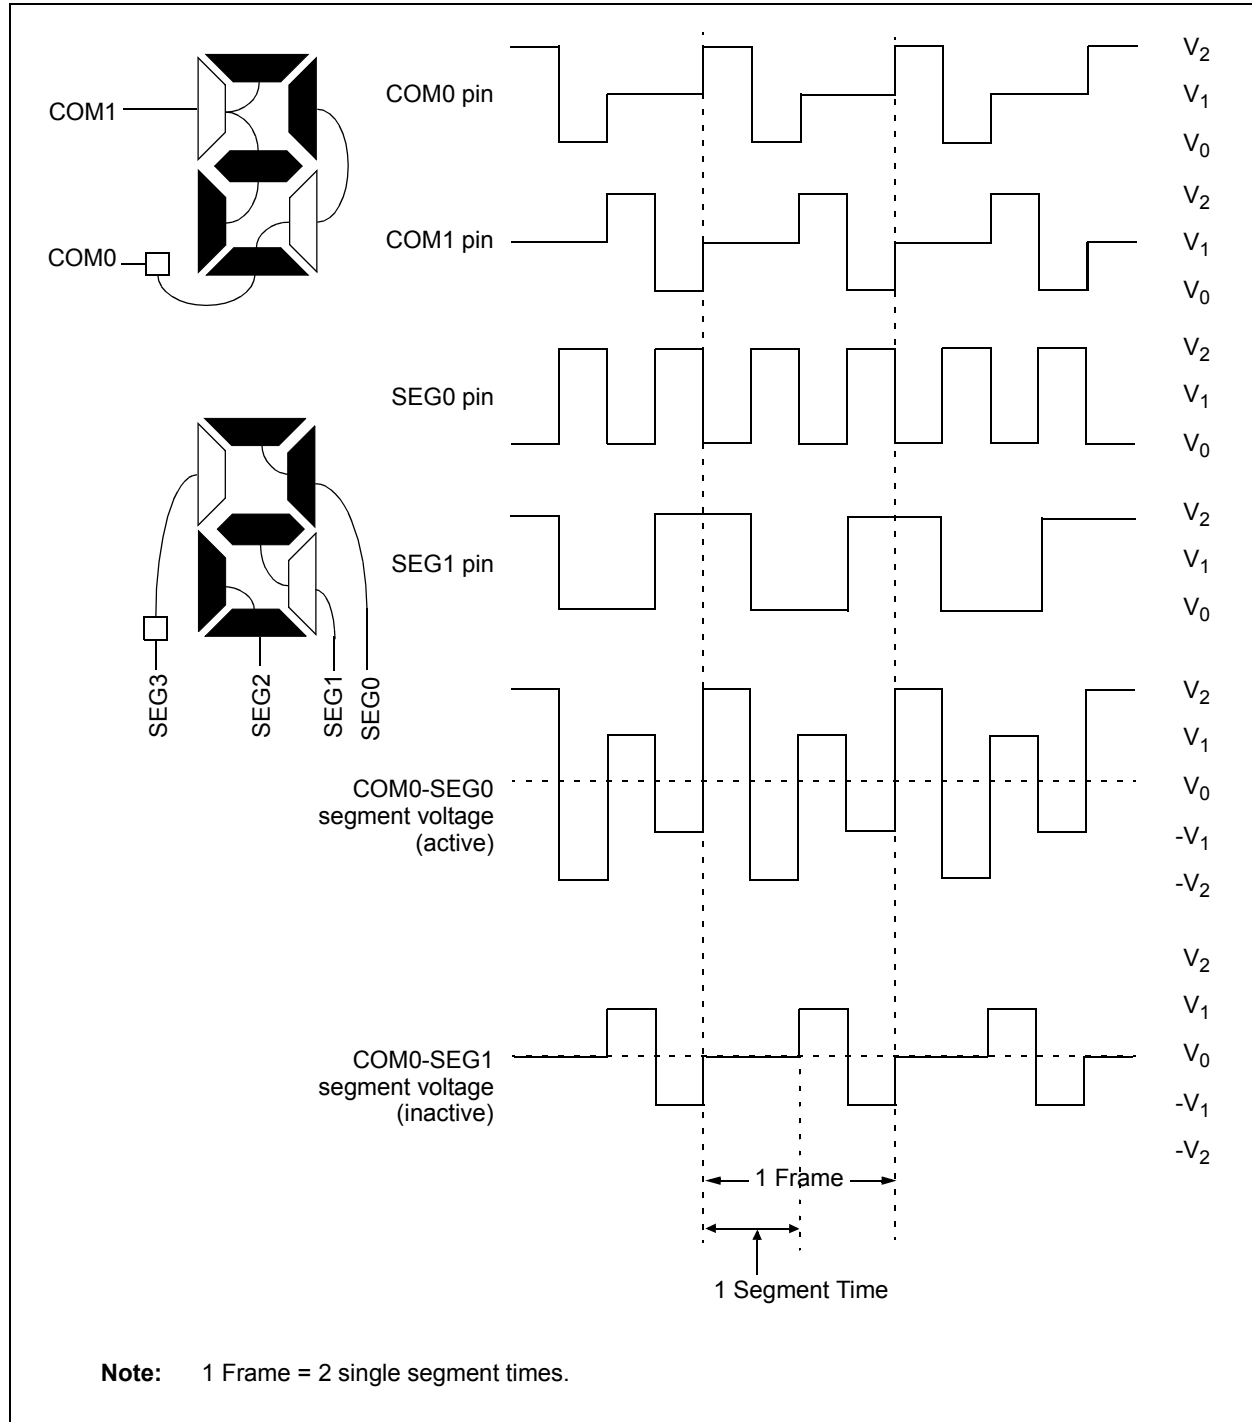 COM1
COM0
COM0 pin
V2
V1
V0
COM1 pin
V2
V1
V0
SEG0 pin
V2
V1
V0
SEG1 pin
V2
V1
V0
SEG3
SEG2
SEG1
SEG0
COM0-SEG0
segment voltage
(active)
V2
V1
V0
-V1
-V2
COM0-SEG1
segment voltage
(inactive)
V2
V1
V0
-V1
-V2
1 Frame
1 Segment Time
Note: 1 Frame = 2 single segment times.